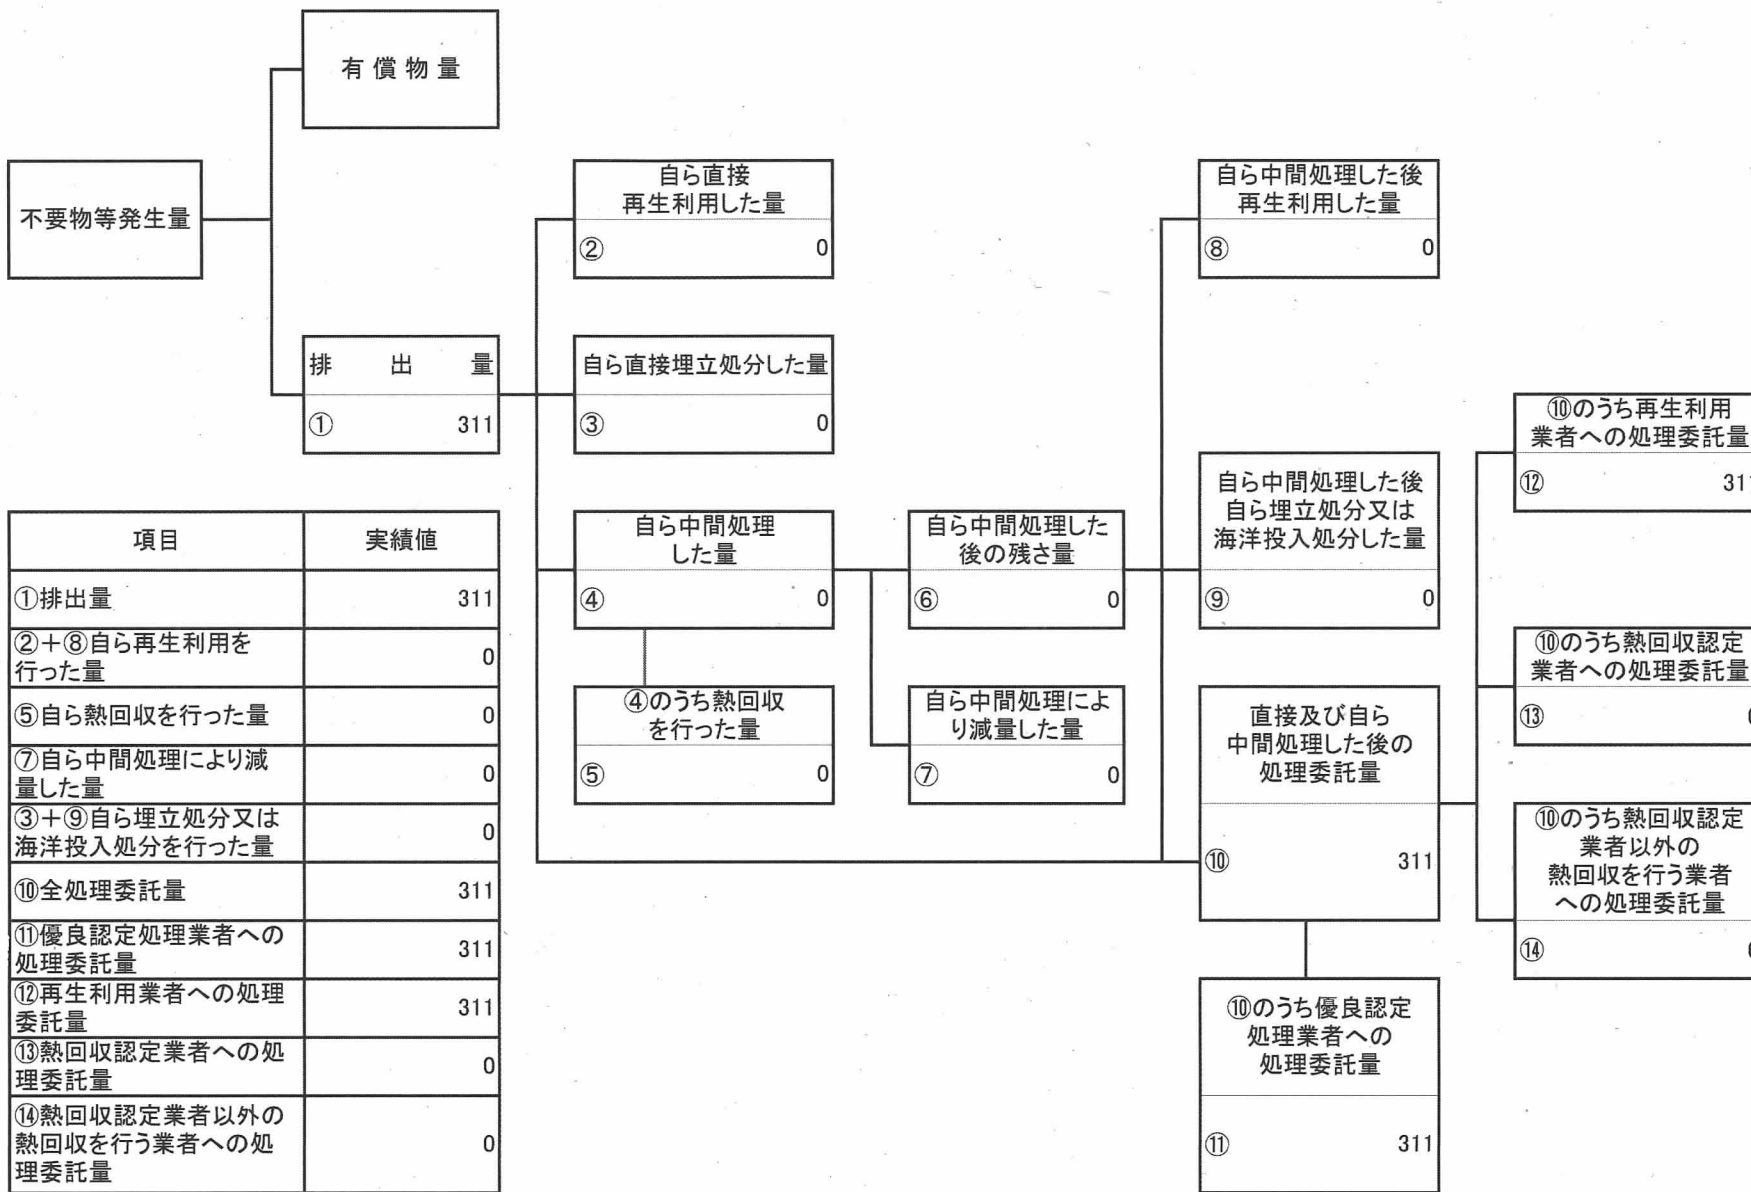 有償物量
不要物等発生量
排出量
① 311
自ら直接
再生利用した量
② 0
自ら直接埋立処分した量
③ 0
自ら中間処理
した量
④ 0
④のうち熱回収
を行った量
⑤ 0
自ら中間処理した
後の残さ量
⑥ 0
自ら中間処理によ
り減量した量
⑦ 0
自ら中間処理した後
再生利用した量
⑧ 0
自ら中間処理した後
自ら埋立処分又は
海洋投入処分した量
⑨ 0
直接及び自ら
中間処理した後の
処理委託量
⑩ 311
⑩のうち優良認定
処理業者への
処理委託量
⑪ 311
⑩のうち再生利用
業者への処理委託量
⑫ 311
⑩のうち熱回収認定
業者への処理委託量
⑬ 0
⑩のうち熱回収認定
業者以外の
熱回収を行う業者
への処理委託量
⑭ 0
項目 実績値
①排出量 311
②＋⑧自ら再生利用を
行った量 0
⑤自ら熱回収を行った量 0
⑦自ら中間処理により減
量した量 0
③＋⑨自ら埋立処分又は
海洋投入処分を行った量 0
⑩全処理委託量 311
⑪優良認定処理業者への
処理委託量 311
⑫再生利用業者への処理
委託量 311
⑬熱回収認定業者への処
理委託量 0
⑭熱回収認定業者以外の
熱回収を行う業者への処
理委託量 0